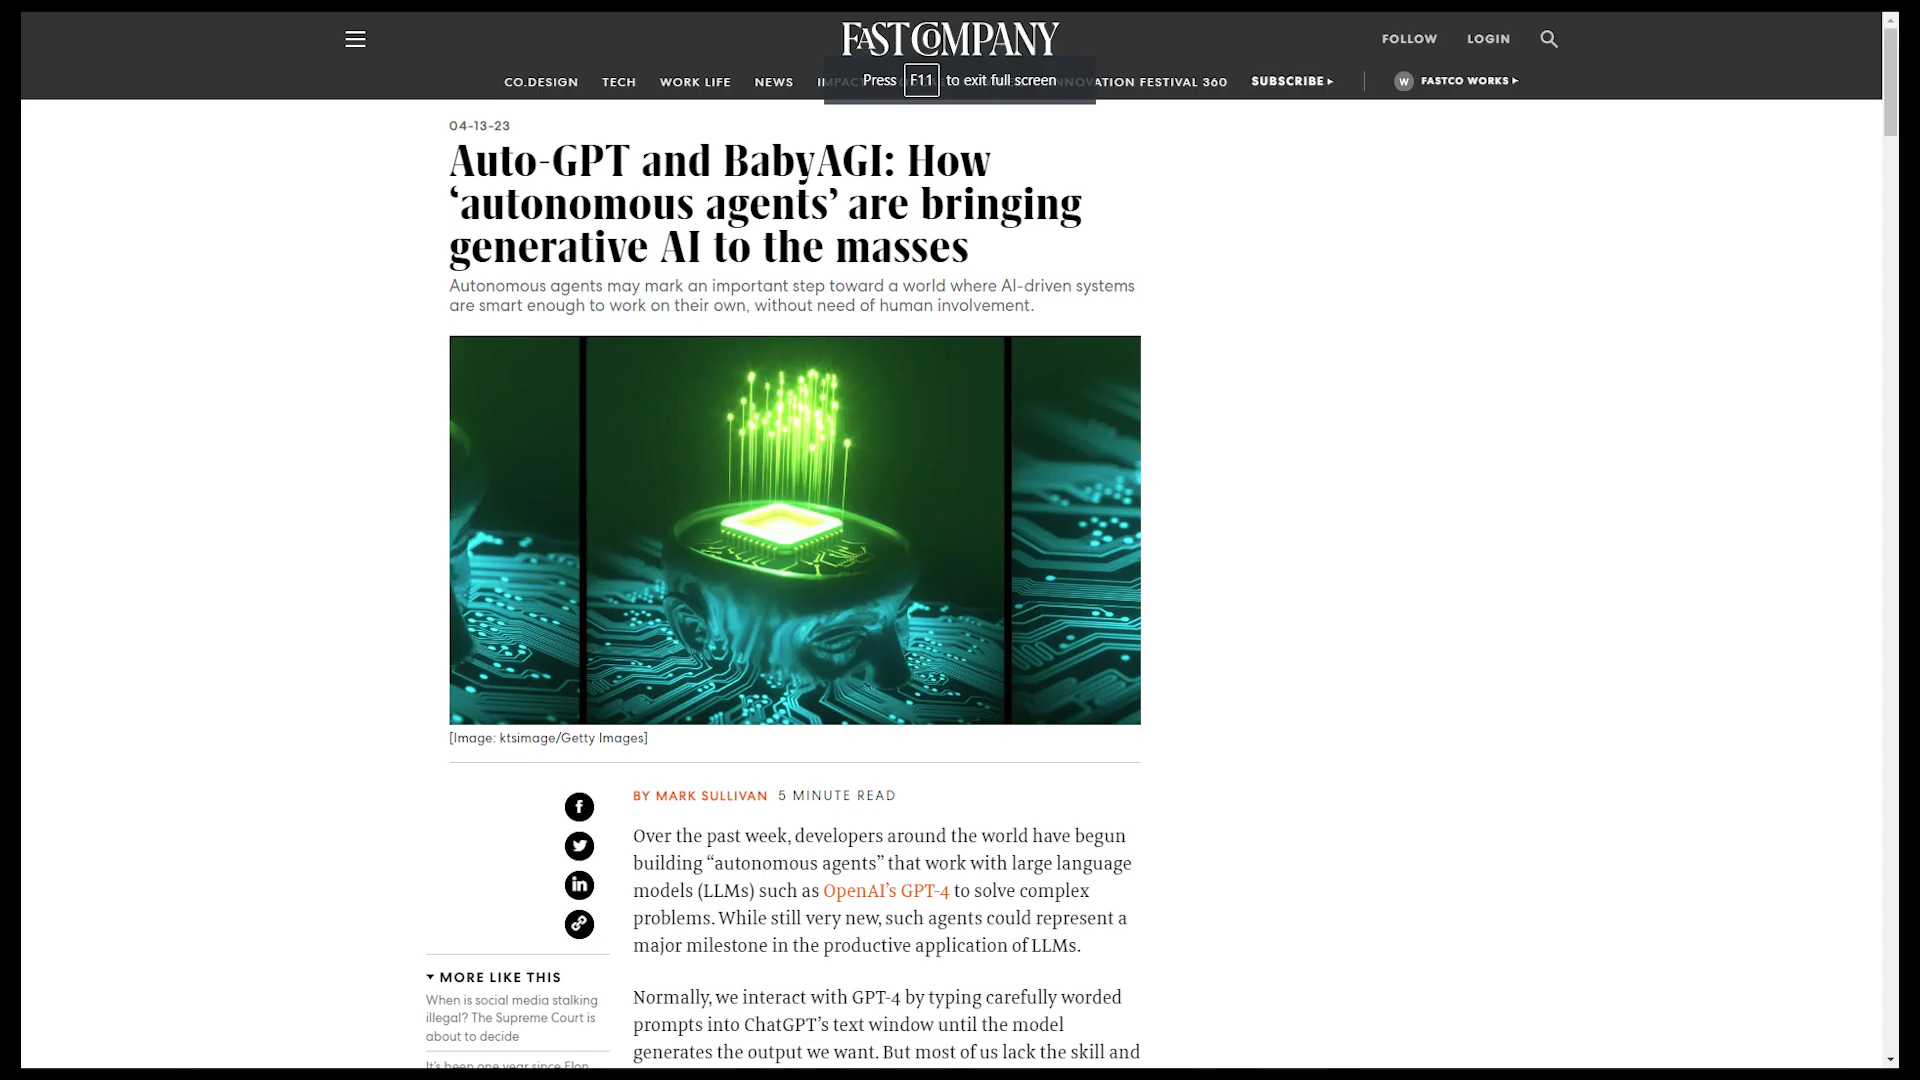 FAST COMPANY
FOLLOW
LOGIN
CO.DESIGN
TECH
WORK LIFE
NEWS
Press F11 to exit full screen
INNOVATION FESTIVAL 360
SUBSCRIBE
W
FASTCO WORKS
04-13-23
Auto-GPT and BabyAGI: How
‘autonomous agents’ are bringing
generative AI to the masses
Autonomous agents may mark an important step toward a world where AI-driven systems
are smart enough to work on their own, without need of human involvement.
[Image: ktsimage/Getty Images]
BY MARK SULLIVAN 5 MINUTE READ
Over the past week, developers around the world have begun
building “autonomous agents” that work with large language
models (LLMs) such as OpenAI’s GPT-4 to solve complex
problems. While still very new, such agents could represent a
major milestone in the productive application of LLMs.
Normally, we interact with GPT-4 by typing carefully worded
prompts into ChatGPT’s text window until the model
generates the output we want. But most of us lack the skill and
MORE LIKE THIS
When is social media stalking
illegal? The Supreme Court is
about to decide
It’s been one year since Elon